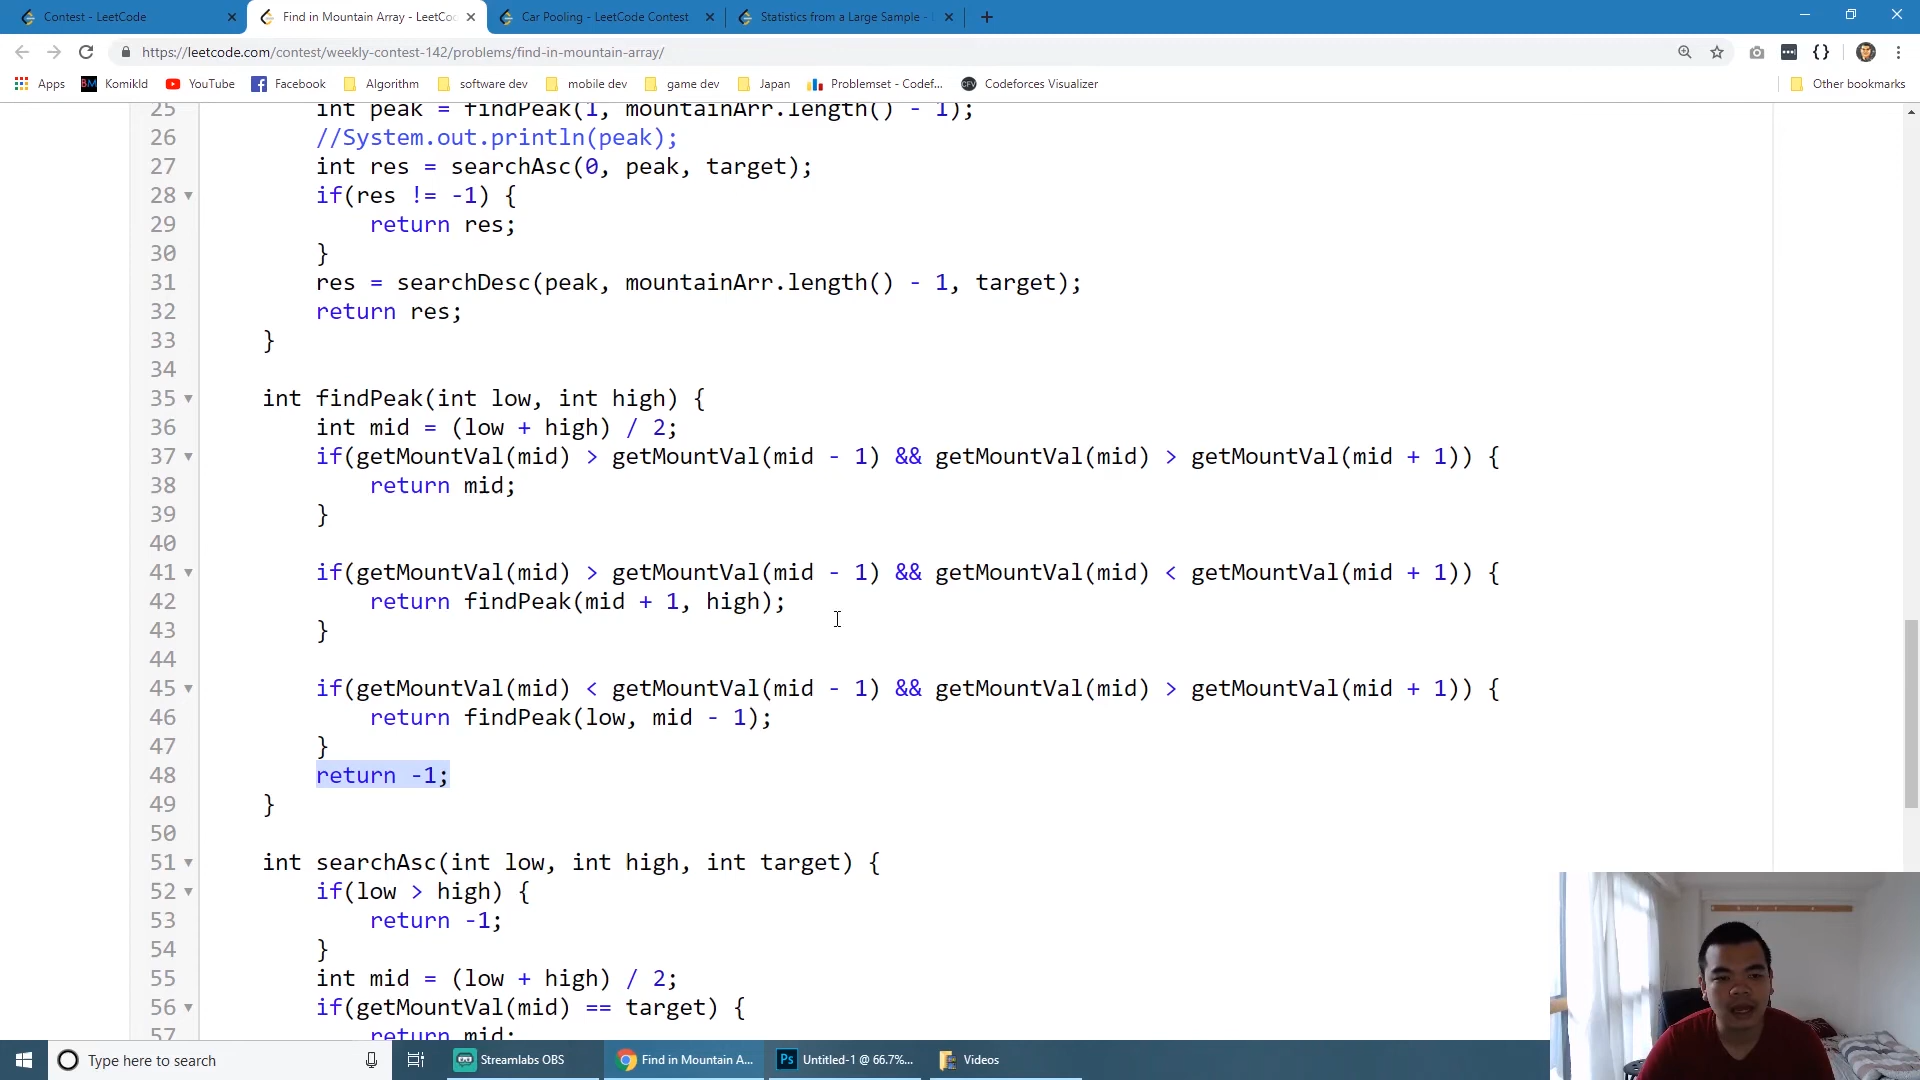 Contest - LeetCode
Find in Mountain Array - LeetCo
Car Pooling - LeetCode Contest
Statistics from a Large Sample -
https://leetcode.com/contest/weekly-contest-142/problems/find-in-mountain-array/
Apps
BM Komikld
YouTube
Facebook
Algorithm
software dev
mobile dev
game dev
Japan
Problemset - Codef...
CFV Codeforces Visualizer
Other bookmarks
25 int peak = findPeak(1, mountainArr.length() - 1);
26 //System.out.println(peak);
27 int res = searchAsc(0, peak, target);
28 if(res != -1) {
29 return res;
30 }
31 res = searchDesc(peak, mountainArr.length() - 1, target);
32 return res;
33 }
34
35 int findPeak(int low, int high) {
36 int mid = (low + high) / 2;
37 if(getMountVal(mid) > getMountVal(mid - 1) && getMountVal(mid) > getMountVal(mid + 1)) {
38 return mid;
39 }
40
41 if(getMountVal(mid) > getMountVal(mid - 1) && getMountVal(mid) < getMountVal(mid + 1)) {
42 return findPeak(mid + 1, high);
43 }
44
45 if(getMountVal(mid) < getMountVal(mid - 1) && getMountVal(mid) > getMountVal(mid + 1)) {
46 return findPeak(low, mid - 1);
47 }
48 return -1;
49 }
50
51 int searchAsc(int low, int high, int target) {
52 if(low > high) {
53 return -1;
54 }
55 int mid = (low + high) / 2;
56 if(getMountVal(mid) == target) {
57 return mid;
Type here to search
Streamlabs OBS
Find in Mountain A...
Ps Untitled-1 @ 66.7%...
Videos